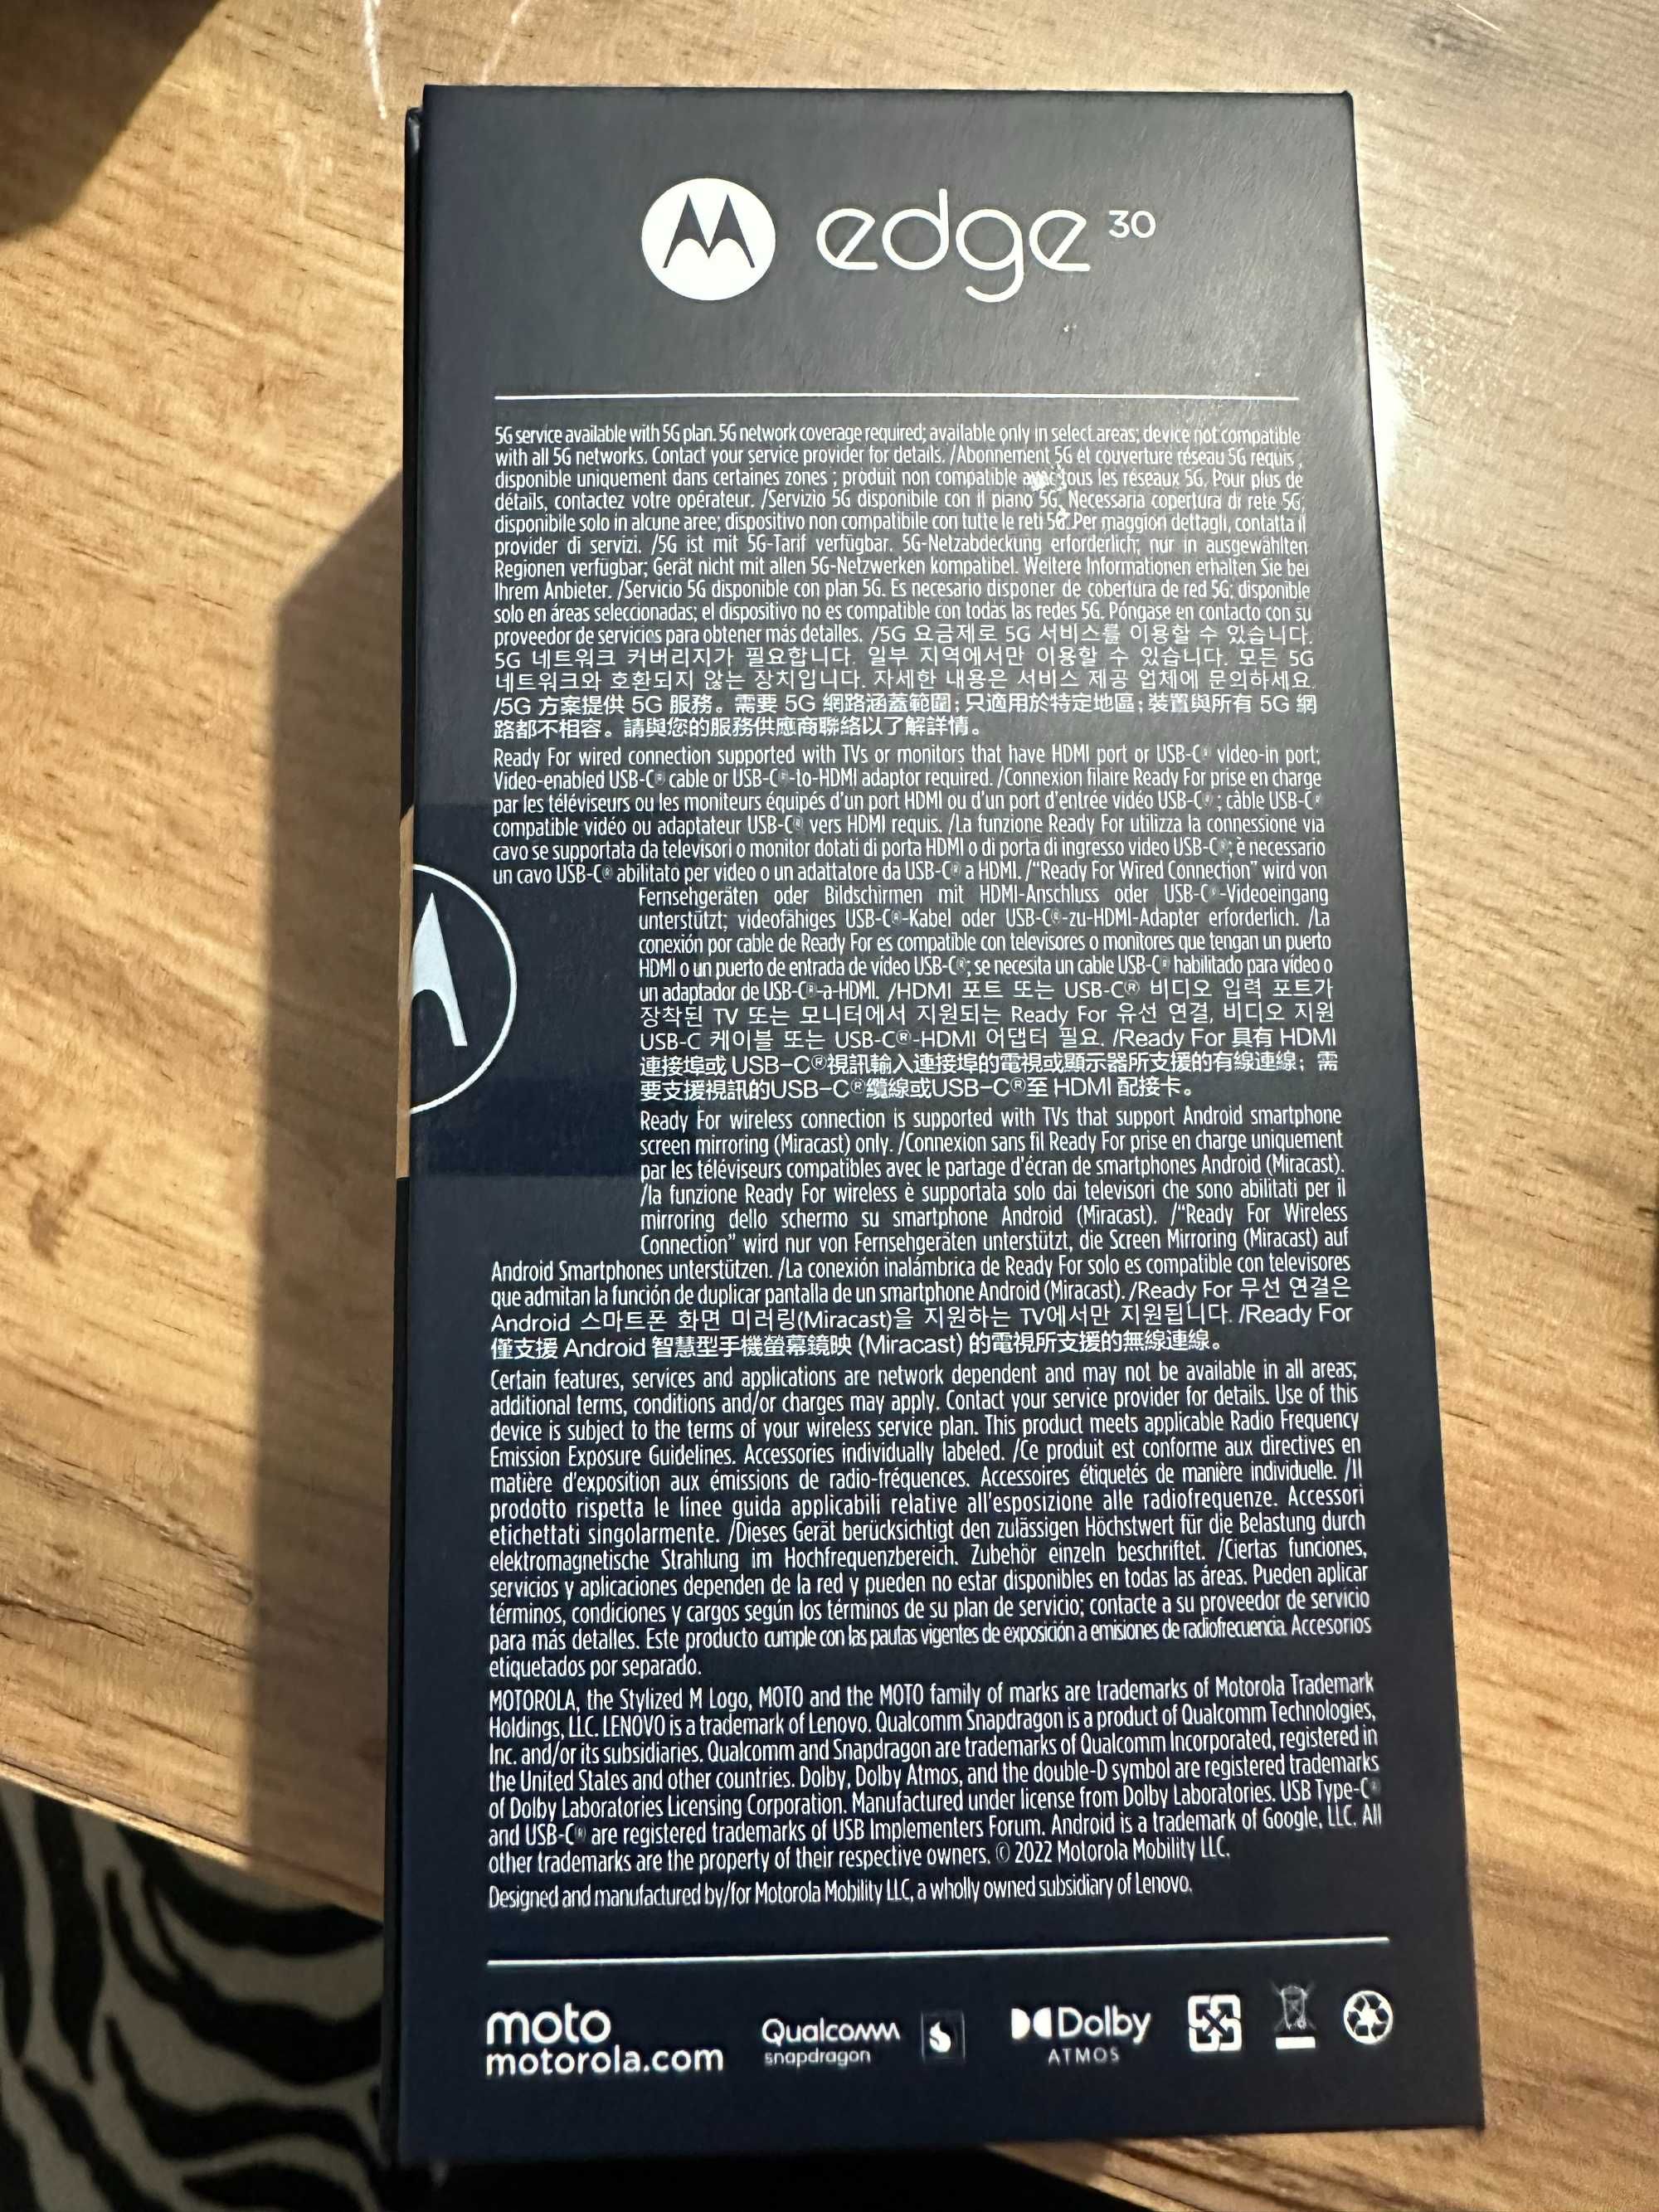 edge 30
5G service available with 5G plan. 5G network coverage required; available only in select areas; device not compatible
with all 5G networks. Contact your service provider for details. /Abonnement 5G et couverture réseau 5G requis ;
disponible uniquement dans certaines zones ; produit non compatible avec tous les réseaux 5G. Pour plus de
détails, contactez votre opérateur. /Servizio 5G disponibile con il piano 5G. Necessaria copertura di rete 5G;
disponibile solo in alcune aree; dispositivo non compatibile con tutte le reti 5G. Per maggiori dettagli, contatta il
provider di servizi. /5G ist mit 5G-Tarif verfügbar. 5G-Netzabdeckung erforderlich; nur in ausgewählten
Regionen verfügbar; Gerät nicht mit allen 5G-Netzwerken kompatibel. Weitere Informationen erhalten Sie bei
Ihrem Anbieter. /Servicio 5G disponible con plan 5G. Es necesario disponer de cobertura de red 5G; disponible
solo en áreas seleccionadas; el dispositivo no es compatible con todas las redes 5G. Póngase en contacto con su
proveedor de servicios para obtener más detalles. /5G 요금제로 5G 서비스를 이용할 수 있습니다.
5G 네트워크 커버리지가 필요합니다. 일부 지역에서만 이용할 수 있습니다. 모든 5G
네트워크와 호환되지 않는 장치입니다. 자세한 내용은 서비스 제공 업체에 문의하세요.
/5G 方案提供 5G 服務。需要 5G 網路涵蓋範圍；只適用於特定地區；裝置與所有 5G 網
路都不相容。請與您的服務供應商聯絡以了解詳情。
Ready For wired connection supported with TVs or monitors that have HDMI port or USB-C® video-in port;
Video-enabled USB-C® cable or USB-C®-to-HDMI adaptor required. /Connexion filaire Ready For prise en charge
par les téléviseurs ou les moniteurs équipés d'un port HDMI ou d'un port d'entrée vidéo USB-C® ; câble USB-C®
compatible vidéo ou adaptateur USB-C® vers HDMI requis. /La funzione Ready For utilizza la connessione via
cavo se supportata da televisori o monitor dotati di porta HDMI o di porta di ingresso video USB-C®; è necessario
un cavo USB-C® abilitato per video o un adattatore da USB-C® a HDMI. /“Ready For Wired Connection” wird von
Fernsehgeräten oder Bildschirmen mit HDMI-Anschluss oder USB-C®-Videoeingang
unterstützt; videofähiges USB-C®-Kabel oder USB-C®-zu-HDMI-Adapter erforderlich. /La
conexión por cable de Ready For es compatible con televisores o monitores que tengan un puerto
HDMI o un puerto de entrada de vídeo USB-C®; se necesita un cable USB-C® habilitado para vídeo o
un adaptador de USB-C®-a-HDMI. /HDMI 포트 또는 USB-C® 비디오 입력 포트가
장착된 TV 또는 모니터에서 지원되는 Ready For 유선 연결, 비디오 지원
USB-C 케이블 또는 USB-C®-HDMI 어댑터 필요. /Ready For 具有 HDMI
連接埠或 USB-C®視訊輸入連接埠的電視或顯示器所支援的有線連線；需
要支援視訊的USB-C®纜線或USB-C®至 HDMI 配接卡。
Ready For wireless connection is supported with TVs that support Android smartphone
screen mirroring (Miracast) only. /Connexion sans fil Ready For prise en charge uniquement
par les téléviseurs compatibles avec le partage d'écran de smartphones Android (Miracast).
/la funzione Ready For wireless è supportata solo dai televisori che sono abilitati per il
mirroring dello schermo su smartphone Android (Miracast). /“Ready For Wireless
Connection” wird nur von Fernsehgeräten unterstützt, die Screen Mirroring (Miracast) auf
Android Smartphones unterstützen. /La conexión inalámbrica de Ready For solo es compatible con televisores
que admitan la función de duplicar pantalla de un smartphone Android (Miracast). /Ready For 무선 연결은
Android 스마트폰 화면 미러링(Miracast)을 지원하는 TV에서만 지원됩니다. /Ready For
僅支援 Android 智慧型手機螢幕鏡映 (Miracast) 的電視所支援的無線連線。
Certain features, services and applications are network dependent and may not be available in all areas;
additional terms, conditions and/or charges may apply. Contact your service provider for details. Use of this
device is subject to the terms of your wireless service plan. This product meets applicable Radio Frequency
Emission Exposure Guidelines. Accessories individually labeled. /Ce produit est conforme aux directives en
matière d'exposition aux émissions de radio-fréquences. Accessoires étiquetés de manière individuelle. /Il
prodotto rispetta le linee guida applicabili relative all'esposizione alle radiofrequenze. Accessori
etichettati singolarmente. /Dieses Gerät berücksichtigt den zulässigen Höchstwert für die Belastung durch
elektromagnetische Strahlung im Hochfrequenzbereich. Zubehör einzeln beschriftet. /Ciertas funciones,
servicios y aplicaciones dependen de la red y pueden no estar disponibles en todas las áreas. Pueden aplicar
términos, condiciones y cargos según los términos de su plan de servicio; contacte a su proveedor de servicio
para más detalles. Este producto cumple con las pautas vigentes de exposición a emisiones de radiofrecuencia. Accesorios
etiquetados por separado.
MOTOROLA, the Stylized M Logo, MOTO and the MOTO family of marks are trademarks of Motorola Trademark
Holdings, LLC. LENOVO is a trademark of Lenovo. Qualcomm Snapdragon is a product of Qualcomm Technologies,
Inc. and/or its subsidiaries. Qualcomm and Snapdragon are trademarks of Qualcomm Incorporated, registered in
the United States and other countries. Dolby, Dolby Atmos, and the double-D symbol are registered trademarks
of Dolby Laboratories Licensing Corporation. Manufactured under license from Dolby Laboratories. USB Type-C®
and USB-C® are registered trademarks of USB Implementers Forum. Android is a trademark of Google, LLC. All
other trademarks are the property of their respective owners. © 2022 Motorola Mobility LLC.
Designed and manufactured by/for Motorola Mobility LLC, a wholly owned subsidiary of Lenovo.
moto
motorola.com
Qualcomm
snapdragon
Dolby
ATMOS